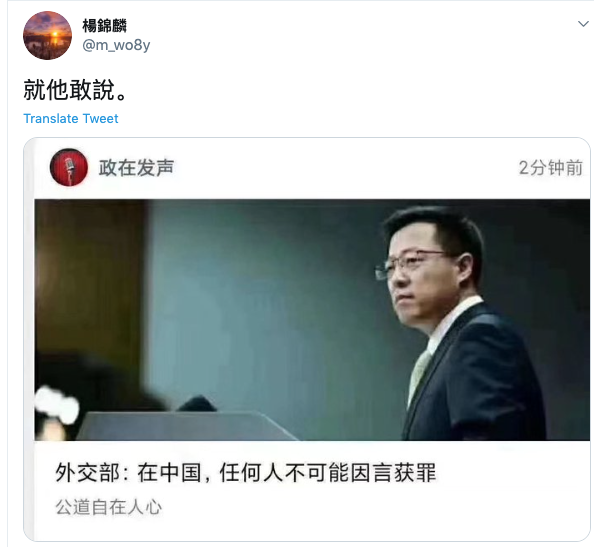 楊錦麟
@m_wo8y
就他敢說。
Translate Tweet
政在发声
2分钟前
外交部：在中国，任何人不可能因言获罪
公道自在人心